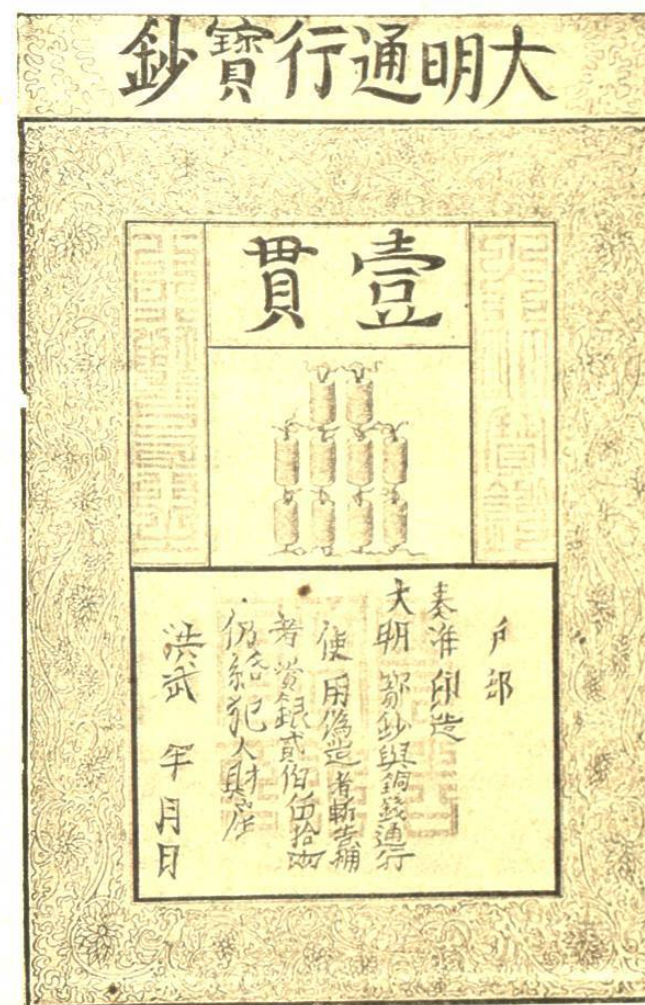 大明通行寶鈔
壹貫
戶部
奏准印造
大明寶鈔與銅錢通行
使用偽造者斬告捕
者賞銀貳伯伍拾兩
仍給犯人財產
洪武 年月日